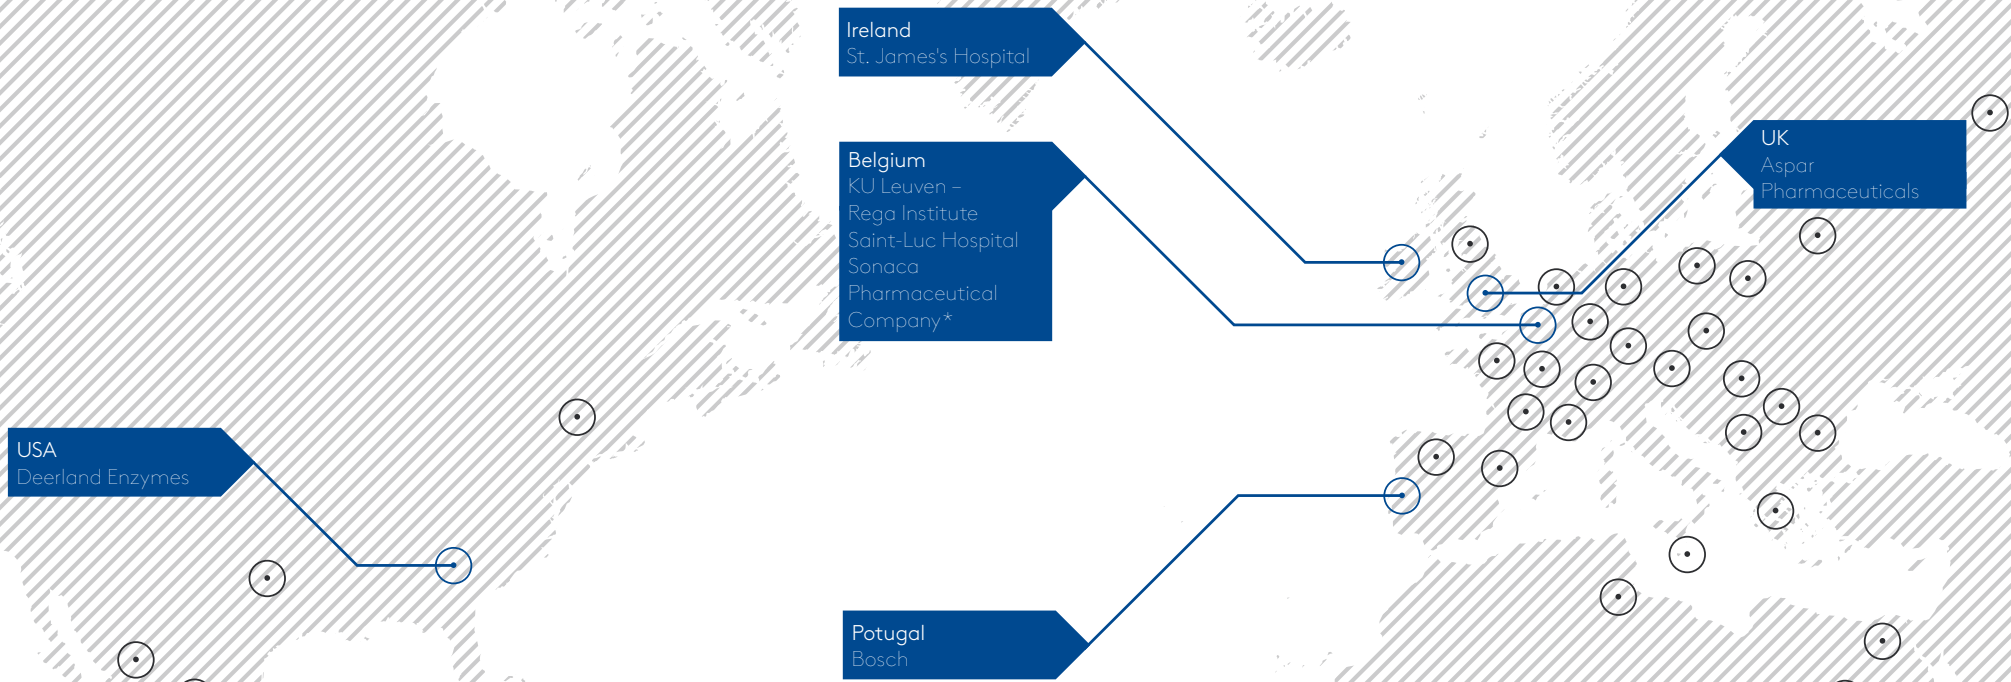 Ireland
St. James's Hospital
Belgium
KU Leuven –
Rega Institute
Saint-Luc Hospital
Sonaca
Pharmaceutical
Company*
UK
Aspar
Pharmaceuticals
USA
Deerland Enzymes
Potugal
Bosch